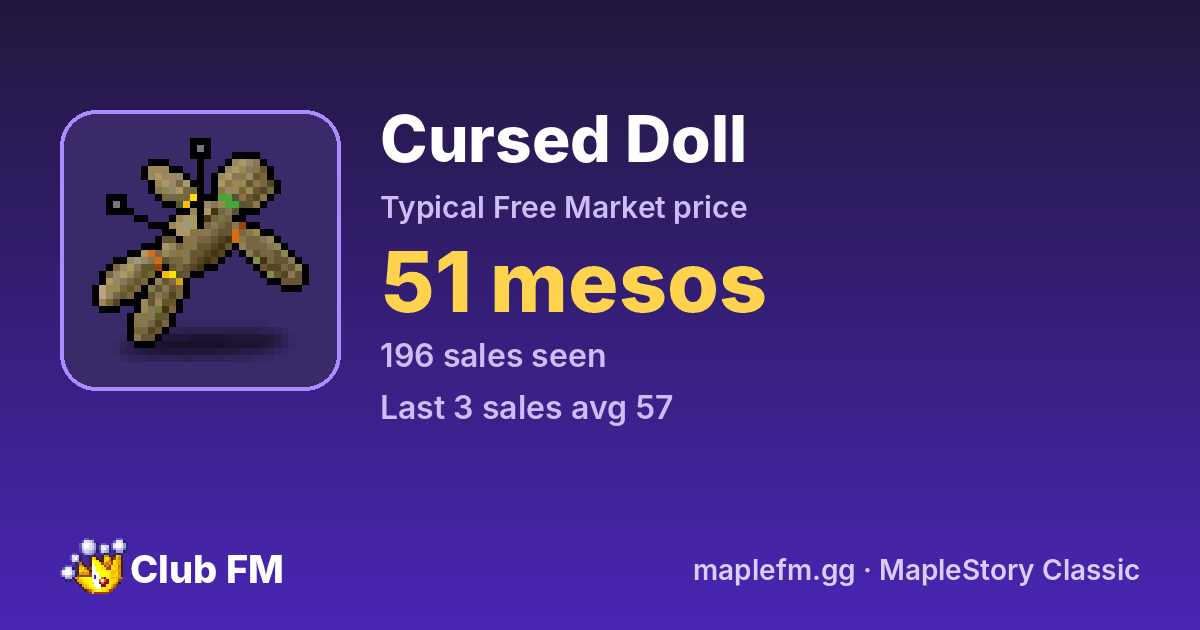 Cursed Doll
Typical Free Market price
51 mesos
196 sales seen
Last 3 sales avg 57
Club FM
maplefm.gg · MapleStory Classic